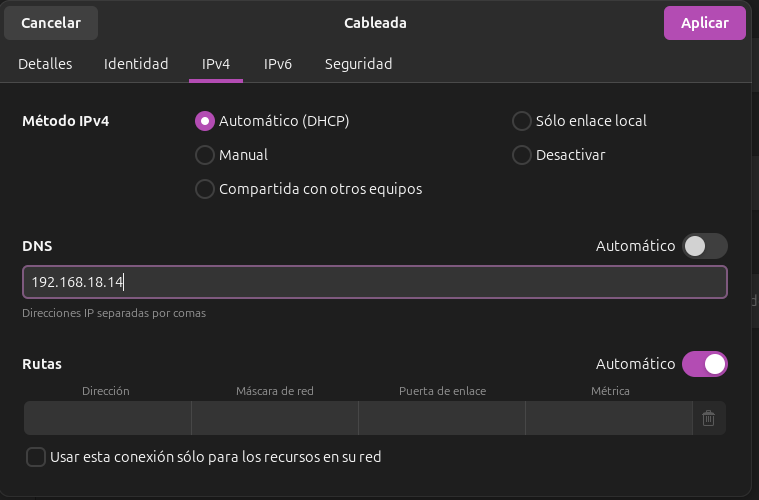 Cancelar Cableada Aplicar
Detalles Identidad IPv4 IPv6 Seguridad
Método IPv4 Automático (DHCP) Sólo enlace local
Manual Desactivar
Compartida con otros equipos
DNS Automático
192.168.18.14
Direcciones IP separadas por comas
Rutas Automático
Dirección Máscara de red Puerta de enlace Métrica
Usar esta conexión sólo para los recursos en su red